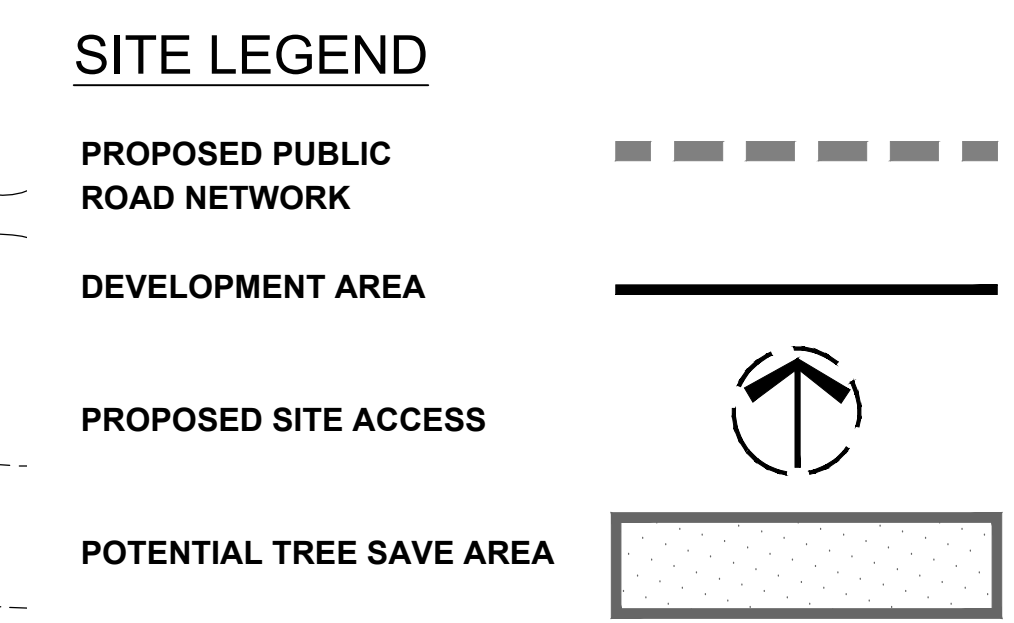 SITE LEGEND
PROPOSED PUBLIC
ROAD NETWORK
DEVELOPMENT AREA
PROPOSED SITE ACCESS
POTENTIAL TREE SAVE AREA